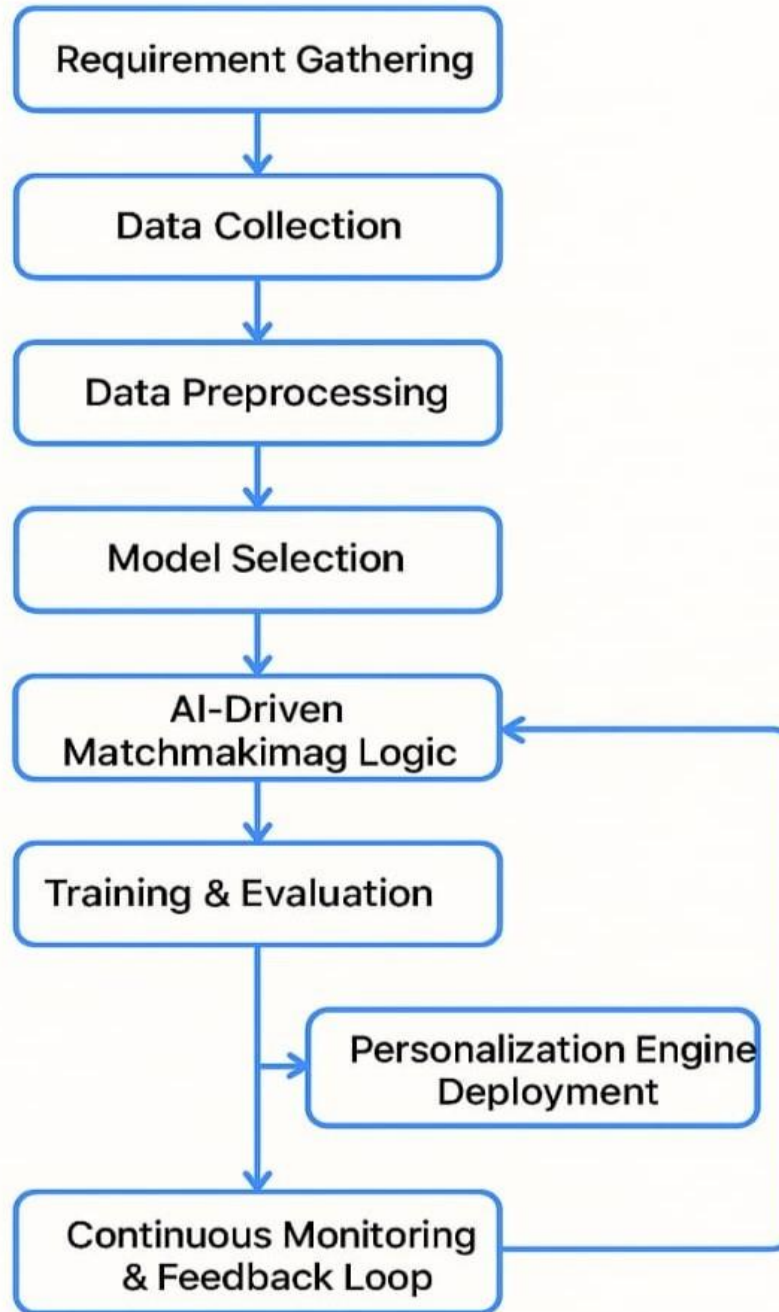 Requirement Gathering
Data Collection
Data Preprocessing
Model Selection
AI-Driven
Matchmakimag Logic
Training & Evaluation
Personalization Engine
Deployment
Continuous Monitoring
& Feedback Loop